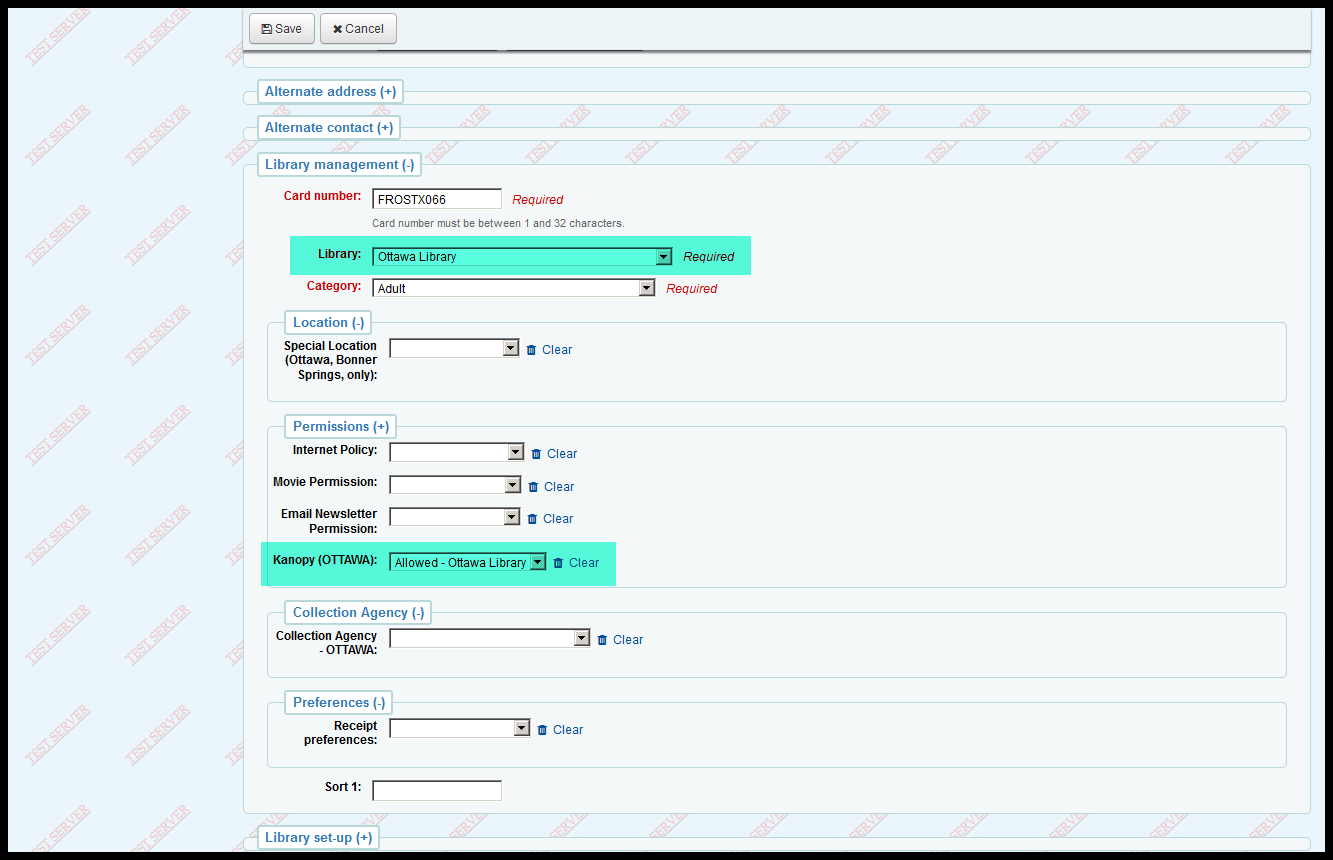 Save Cancel
Alternate address (+)
Alternate contact (+)
Library management (-)
Card number: FROSTX066 Required
Card number must be between 1 and 32 characters.
Library: Ottawa Library Required
Category: Adult Required
Location (-)
Special Location
(Ottawa, Bonner
Springs, only):
Clear
Permissions (+)
Internet Policy: Clear
Movie Permission: Clear
Email Newsletter
Permission:
Clear
Kanopy (OTTAWA): Allowed - Ottawa Library Clear
Collection Agency (-)
Collection Agency
- OTTAWA:
Clear
Preferences (-)
Receipt
preferences:
Clear
Sort 1:
Library set-up (+)
TEST SERVER